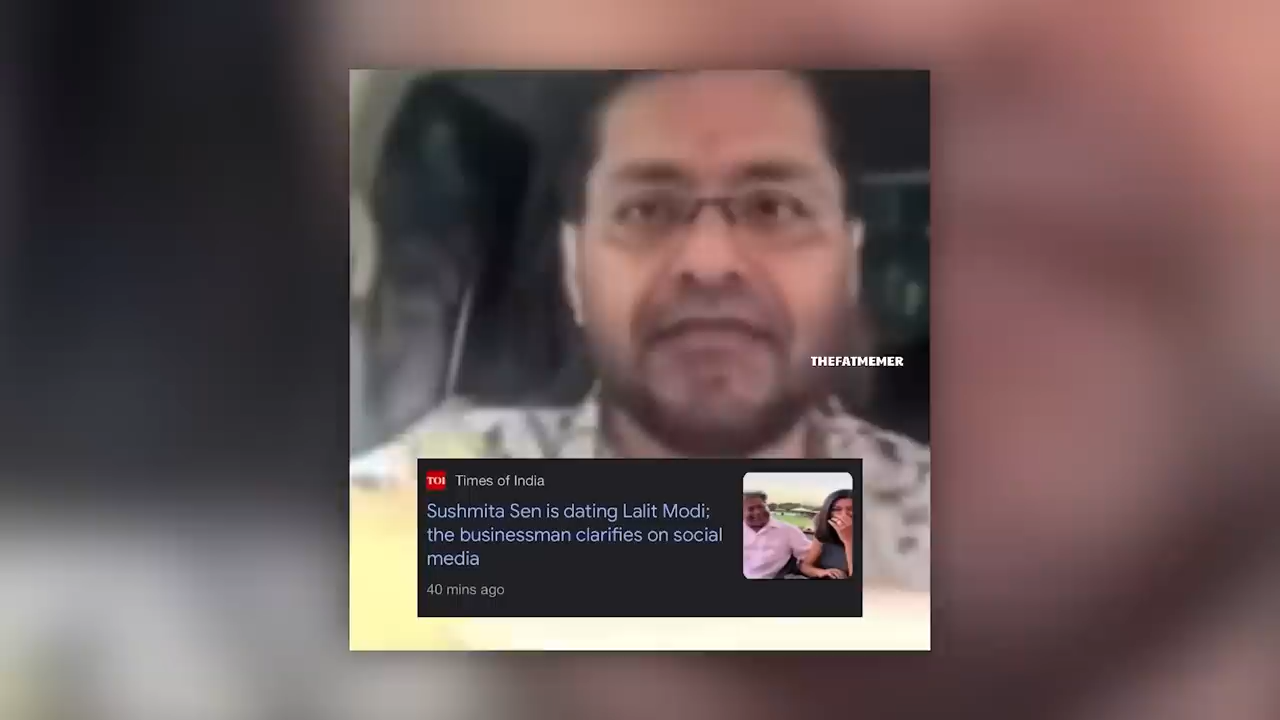 THEFATMEMER
TOI Times of India
Sushmita Sen is dating Lalit Modi;
the businessman clarifies on social
media
40 mins ago